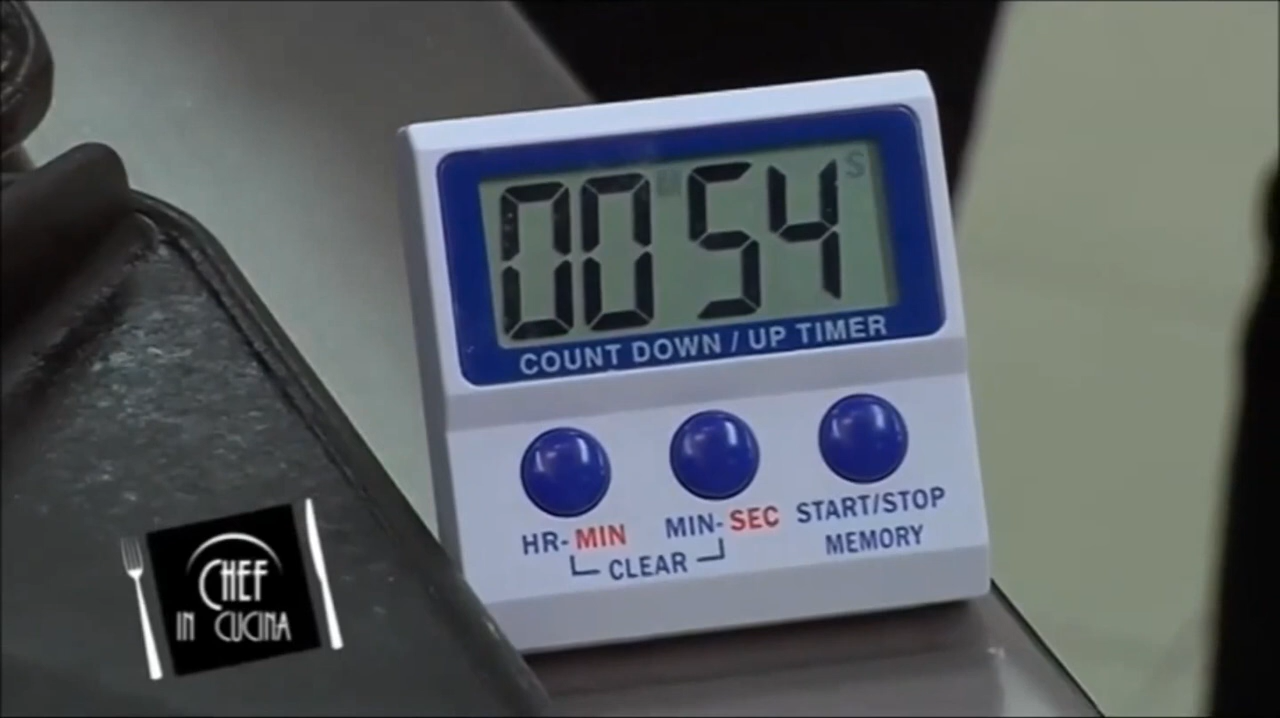 00 54 S
COUNT DOWN / UP TIMER
HR-MIN
MIN-SEC
START/STOP
MEMORY
CLEAR
CHEF
IN CUCINA